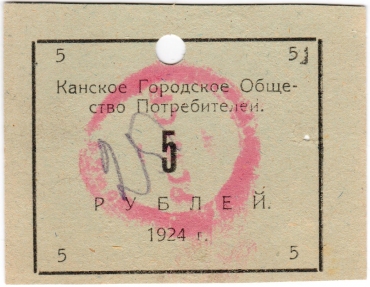 5 5
Канское Городское Обще-
ство Потребителей.
5
РУБЛЕЙ.
1924 г.
5 5